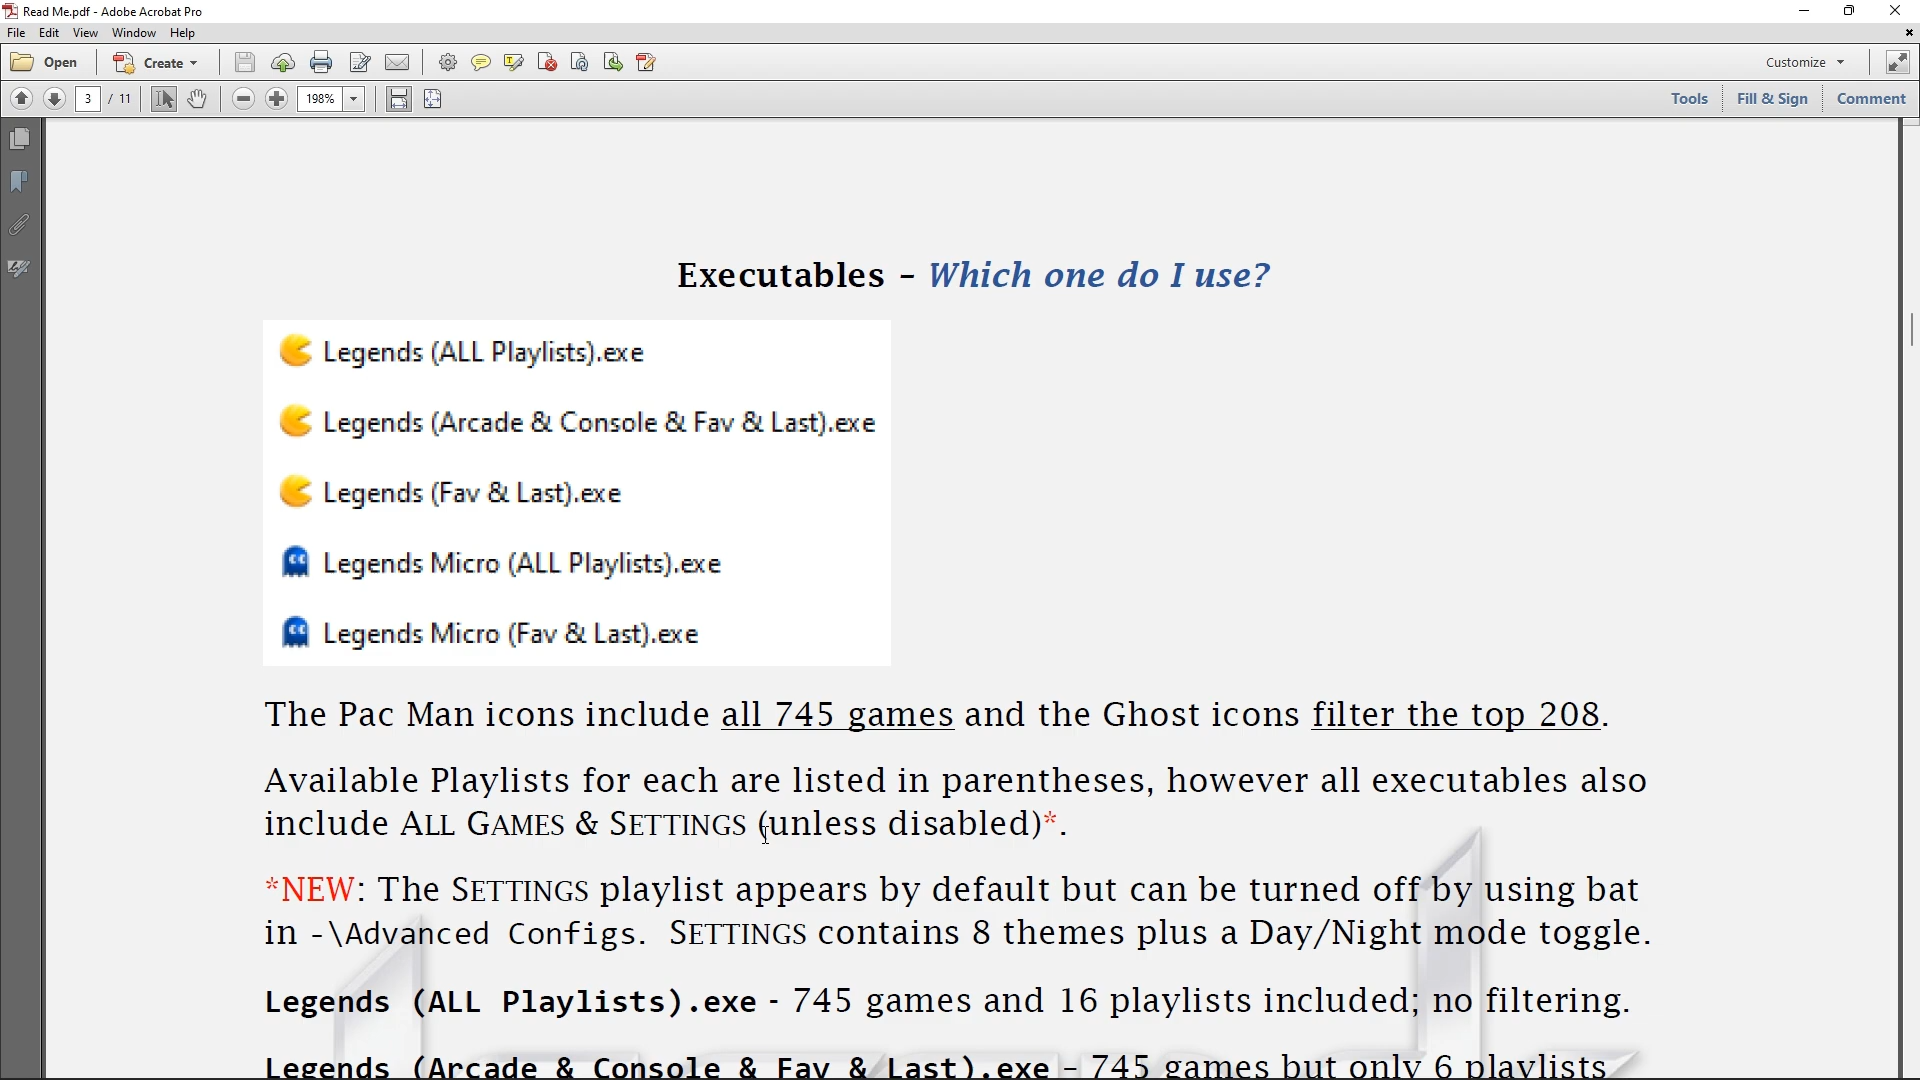 Read Me.pdf - Adobe Acrobat Pro
File Edit View Window Help
Open Create Customize
3 / 11 198% Tools Fill & Sign Comment
Executables – Which one do I use?
Legends (ALL Playlists).exe
Legends (Arcade & Console & Fav & Last).exe
Legends (Fav & Last).exe
Legends Micro (ALL Playlists).exe
Legends Micro (Fav & Last).exe
The Pac Man icons include all 745 games and the Ghost icons filter the top 208.
Available Playlists for each are listed in parentheses, however all executables also
include ALL GAMES & SETTINGS (unless disabled)*.
*NEW: The SETTINGS playlist appears by default but can be turned off by using bat
in -\Advanced Configs. SETTINGS contains 8 themes plus a Day/Night mode toggle.
Legends (ALL Playlists).exe - 745 games and 16 playlists included; no filtering.
Legends (Arcade & Console & Fav & Last).exe – 745 games but only 6 playlists